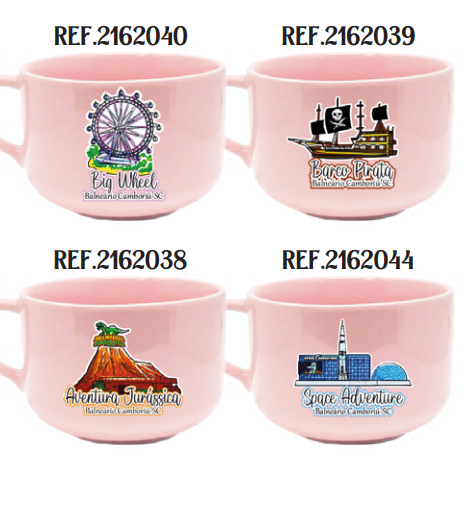 REF.2162040
REF.2162039
Big Wheel
Balneário Camboriú-SC
Barco Pirata
Balneário Camboriú-SC
REF.2162038
REF.2162044
Aventura Jurássica
Balneário Camboriú-SC
Space Adventure
Balneário Camboriú-SC